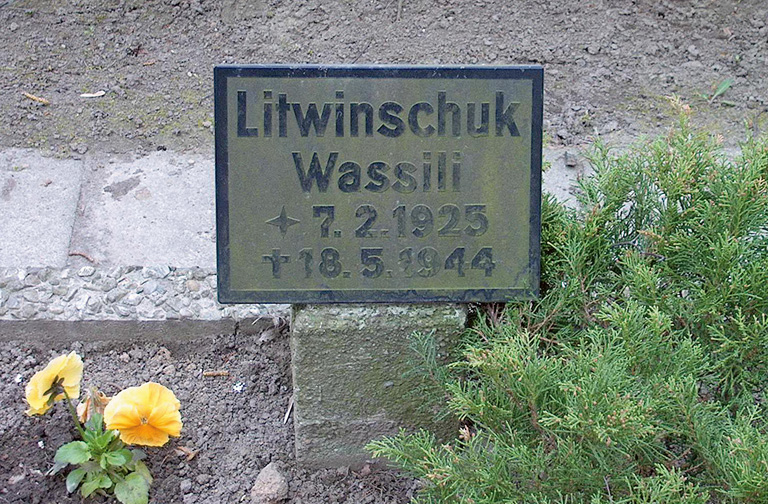 Litwinschuk
Wassili
✦ 7.2.1925
✝ 18.5.1944